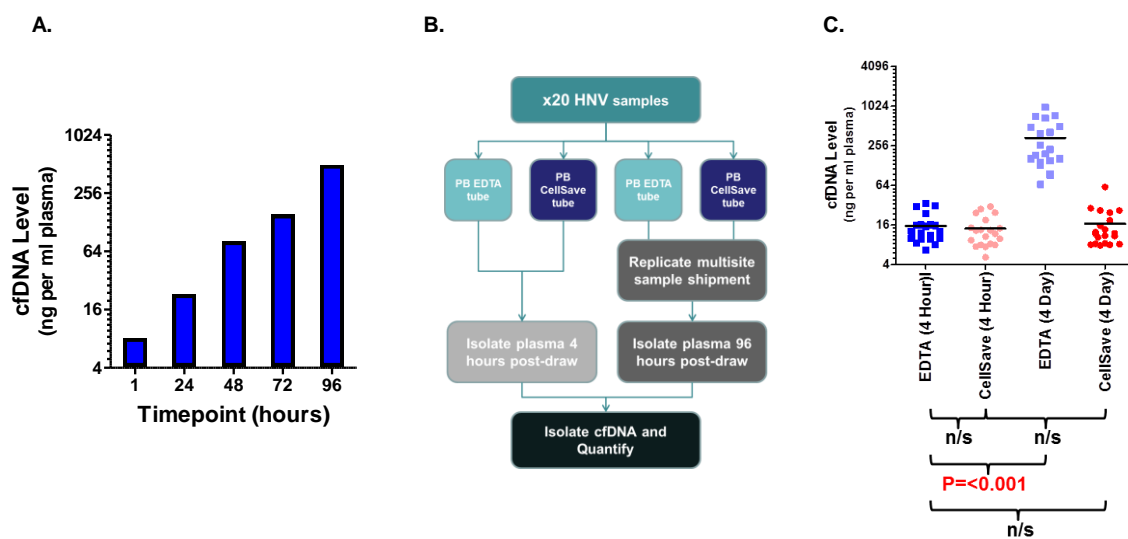 A.
1024
256
64
16
4
cfDNA Level
(ng per ml plasma)
1 24 48 72 96
Timepoint (hours)
B.
x20 HNV samples
PB EDTA
tube
PB
CellSave
tube
PB EDTA
tube
PB
CellSave
tube
Replicate multisite
sample shipment
Isolate plasma 4
hours post-draw
Isolate plasma 96
hours post-draw
Isolate cfDNA and
Quantify
C.
4096
1024
256
64
16
4
cfDNA Level
(ng per ml plasma)
EDTA (4 Hour)l
CellSave (4 Hour)
EDTA (4 Day)
CellSave (4 Day)
n/s n/s
P=<0.001
n/s